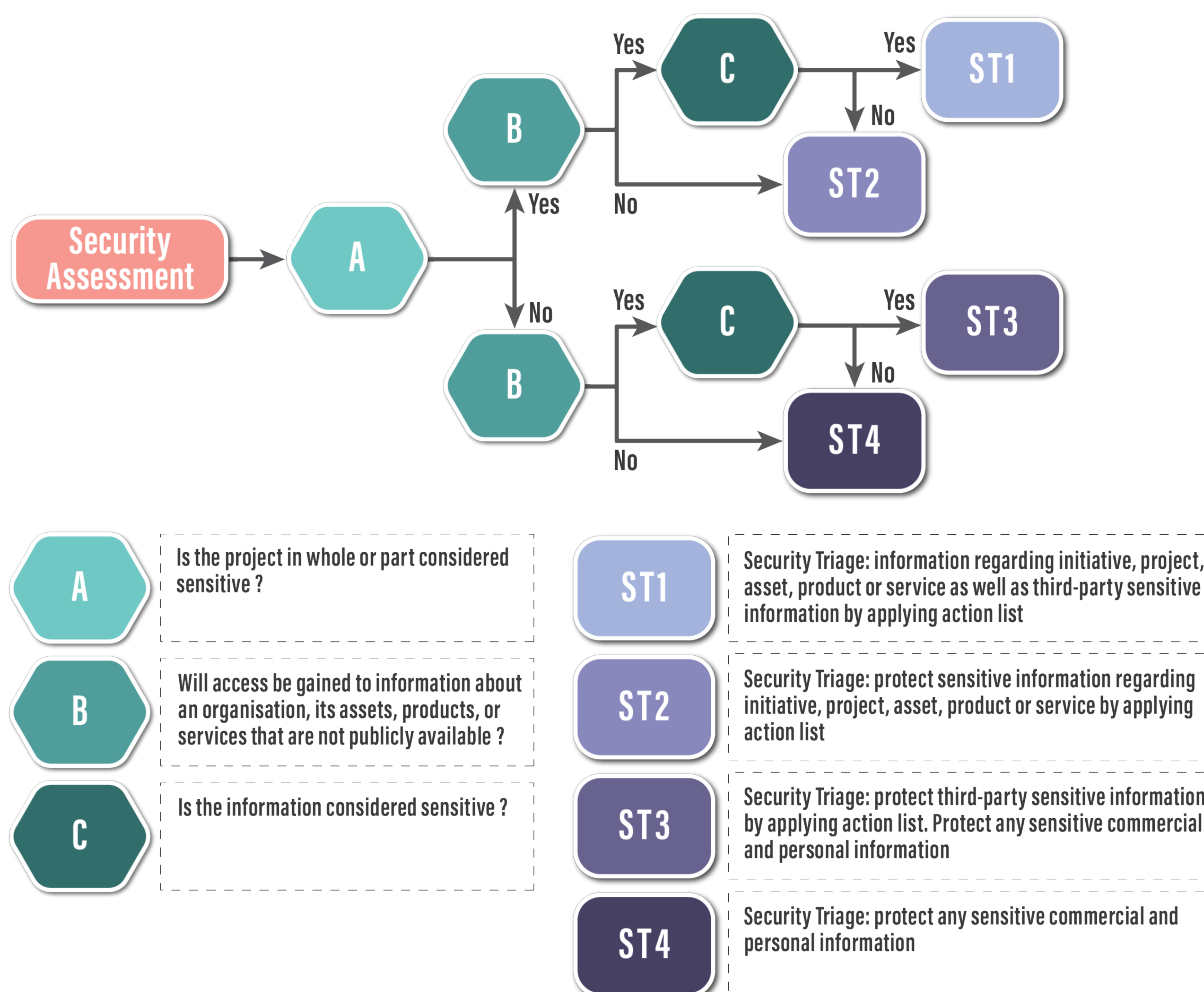 Yes
C
Yes
ST1
B
No
ST2
Yes
No
Security
Assessment
A
No
Yes
C
Yes
ST3
B
No
ST4
No
A
Is the project in whole or part considered
sensitive ?
B
Will access be gained to information about
an organisation, its assets, products, or
services that are not publicly available ?
C
Is the information considered sensitive ?
ST1
Security Triage: information regarding initiative, project,
asset, product or service as well as third-party sensitive
information by applying action list
ST2
Security Triage: protect sensitive information regarding
initiative, project, asset, product or service by applying
action list
ST3
Security Triage: protect third-party sensitive information
by applying action list. Protect any sensitive commercial
and personal information
ST4
Security Triage: protect any sensitive commercial and
personal information